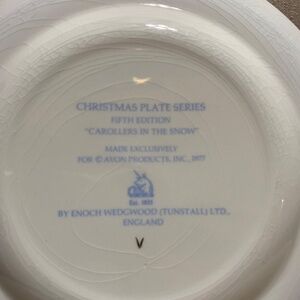 CHRISTMAS PLATE SERIES
FIFTH EDITION
"CAROLLERS IN THE SNOW"
MADE EXCLUSIVELY
FOR © AVON PRODUCTS, INC., 1977
Est. 1835
BY ENOCH WEDGWOOD (TUNSTALL) LTD.,
ENGLAND
V